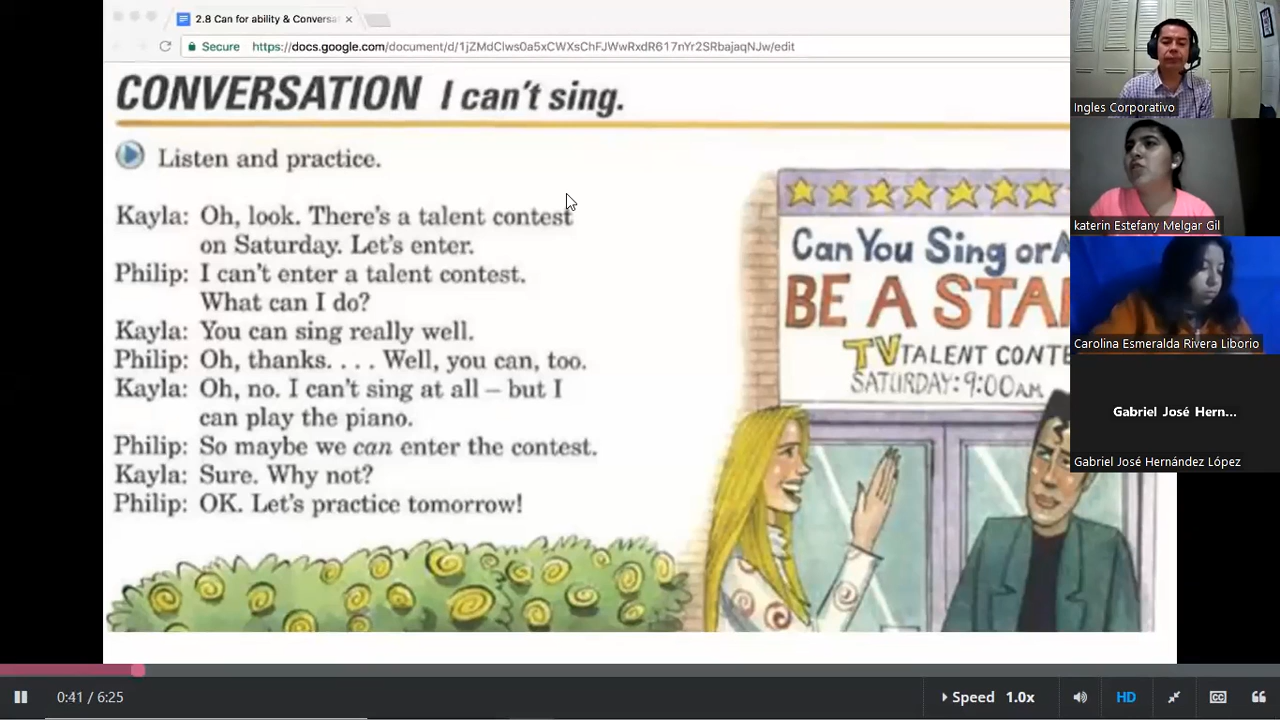 2.8 Can for ability & Conversa
Secure
https://docs.google.com/document/d/1jZMdClws0a5xCWXsChFJWwRxdR617nYr2SRbajaqNJw/edit
CONVERSATION I can't sing.
Listen and practice.
Kayla: Oh, look. There's a talent contest
on Saturday. Let's enter.
Philip: I can't enter a talent contest.
What can I do?
Kayla: You can sing really well.
Philip: Oh, thanks. . . . Well, you can, too.
Kayla: Oh, no. I can't sing at all – but I
can play the piano.
Philip: So maybe we can enter the contest.
Kayla: Sure. Why not?
Philip: OK. Let's practice tomorrow!
Can You Sing or A
BE A STA
TV TALENT CONTE
SATURDAY: 9:00 AM
Ingles Corporativo
katerin Estefany Melgar Gil
Carolina Esmeralda Rivera Liborio
Gabriel José Hern...
Gabriel José Hernández López
0:41 / 6:25
Speed 1.0x
HD
CC